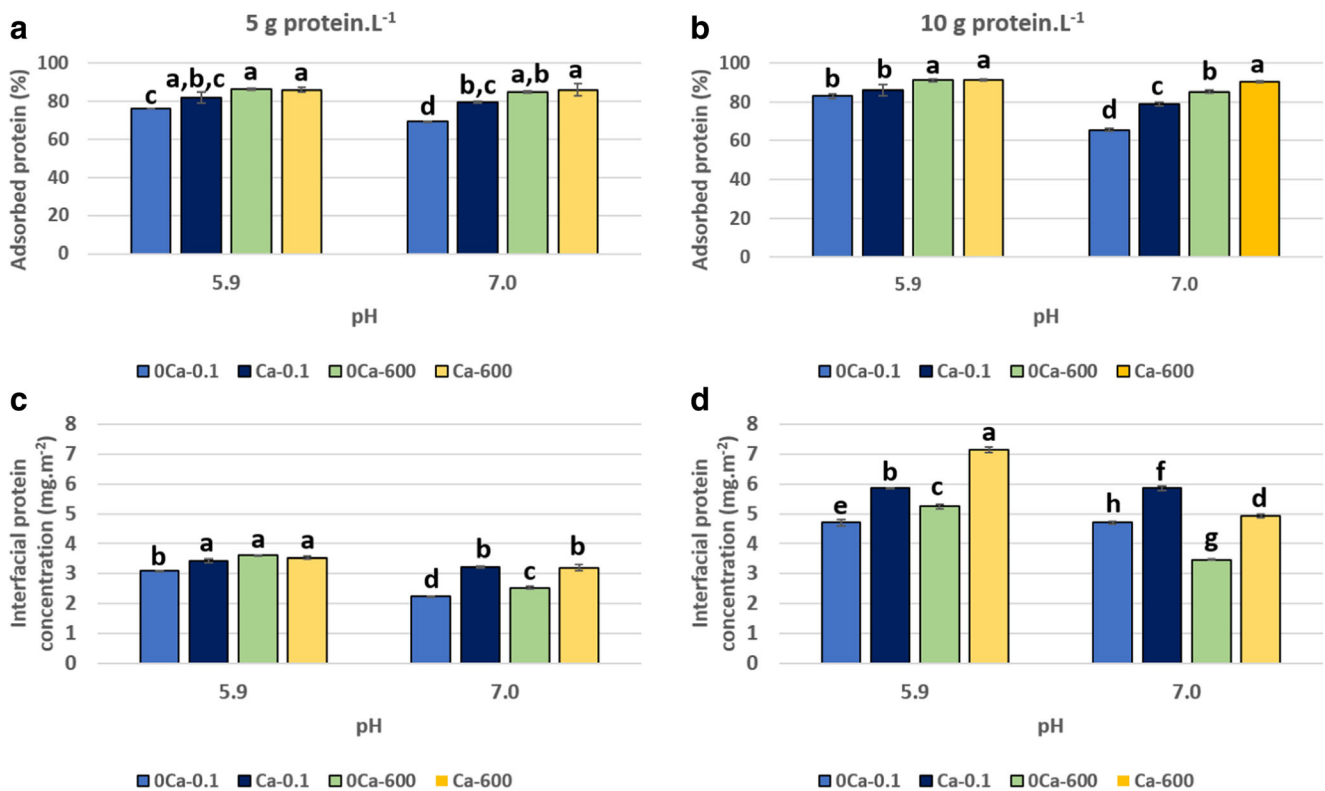 a
5 g protein.L-1
Adsorbed protein (%)
100
80
60
40
20
0
c
a,b,c
a
a
d
b,c
a,b
a
5.9
7.0
pH
0Ca-0.1
Ca-0.1
0Ca-600
Ca-600
b
10 g protein.L-1
Adsorbed protein (%)
100
80
60
40
20
0
b
b
a
a
d
c
b
a
5.9
7.0
pH
0Ca-0.1
Ca-0.1
0Ca-600
Ca-600
c
Interfacial protein
concentration (mg.m-2)
8
7
6
5
4
3
2
1
0
b
a
a
a
d
b
c
b
5.9
7.0
pH
0Ca-0.1
Ca-0.1
0Ca-600
Ca-600
d
Interfacial protein
concentration (mg.m-2)
8
7
6
5
4
3
2
1
0
e
b
c
a
h
f
g
d
5.9
7.0
pH
0Ca-0.1
Ca-0.1
0Ca-600
Ca-600